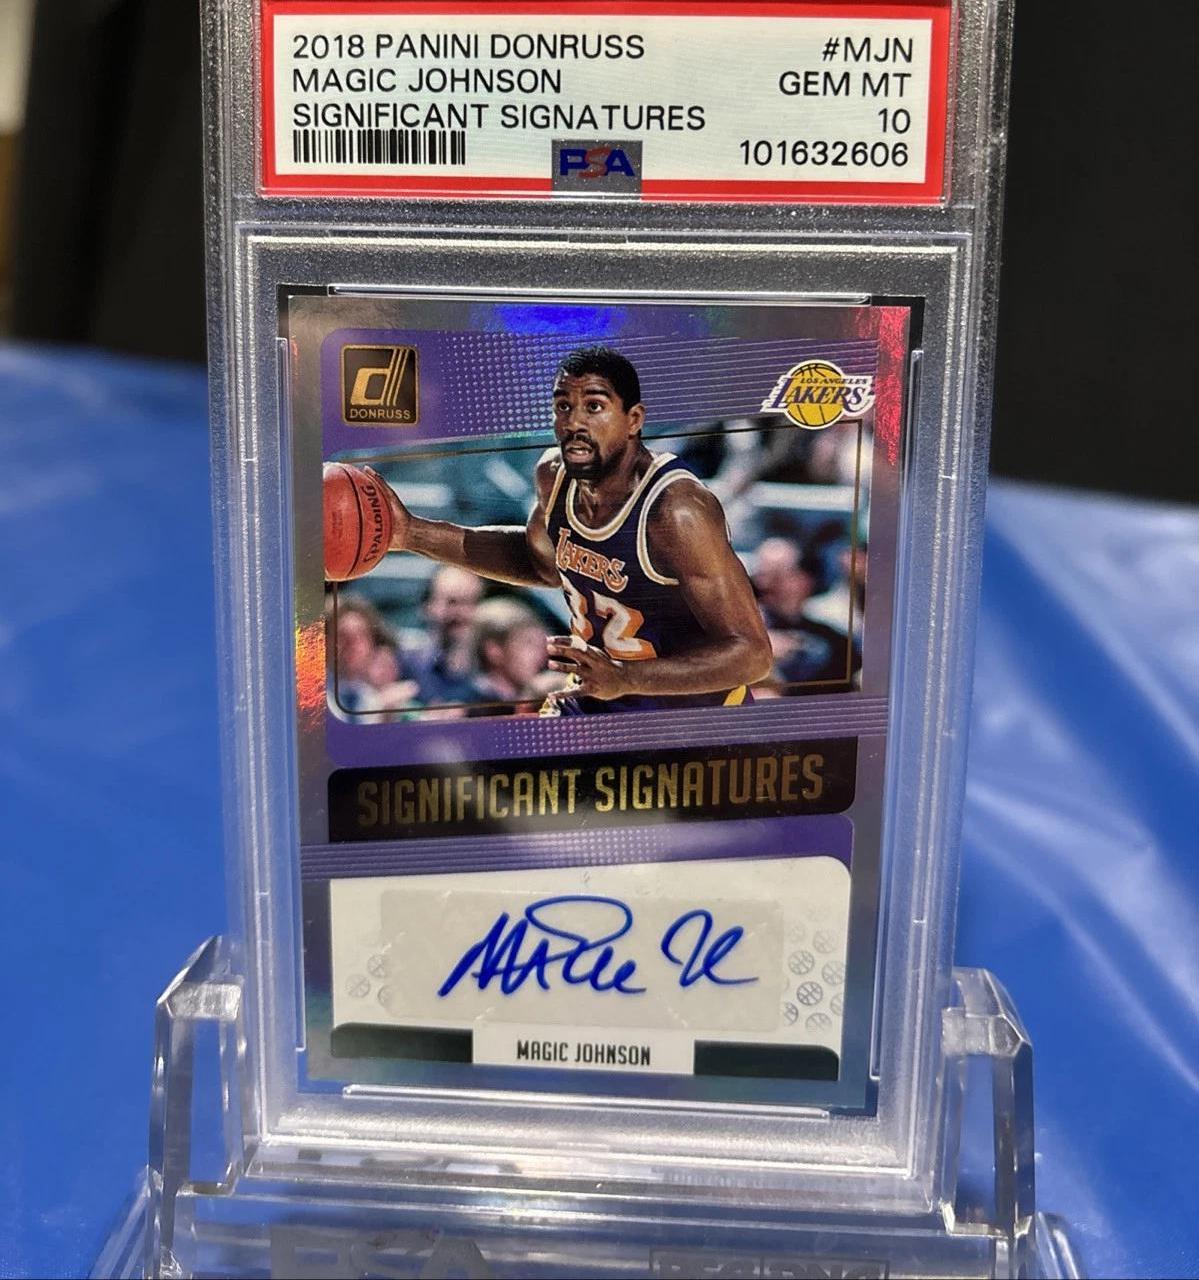 2018 PANINI DONRUSS #MJN
MAGIC JOHNSON GEM MT
SIGNIFICANT SIGNATURES 10
PSA 101632606
DONRUSS
LOS ANGELES
LAKERS
SPALDING
LAKERS
32
SIGNIFICANT SIGNATURES
MAGIC JOHNSON